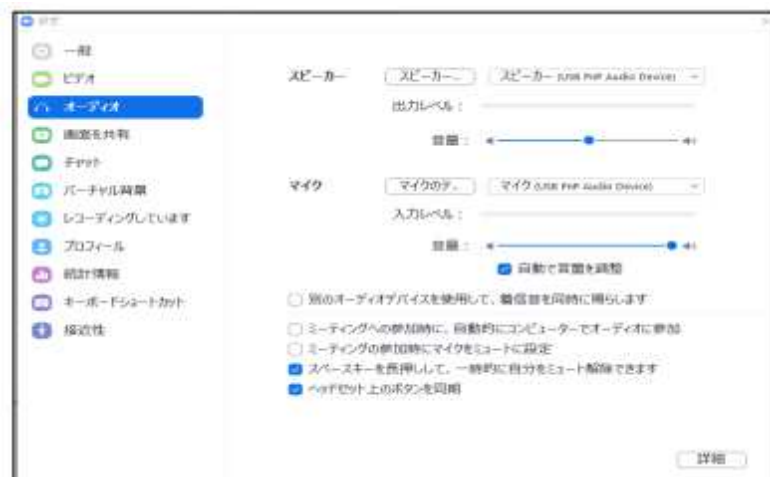 設定
一般
ビデオ
オーディオ
画面を共有
チャット
バーチャル背景
レコーディングしています
プロフィール
統計情報
キーボードショートカット
接近性
スピーカー
スピーカー...
スピーカー (USB PnP Audio Device)
出力レベル：
音量：
マイク
マイクのテ...
マイク (USB PnP Audio Device)
入力レベル：
音量：
自動で音量を調整
別のオーディオデバイスを使用して、着信音を同時に鳴らします
ミーティングへの参加時に、自動的にコンピューターでオーディオに参加
ミーティングの参加時にマイクをミュートに設定
スペースキーを長押しして、一時的に自分をミュート解除できます
ヘッドセット上のボタンを同期
詳細